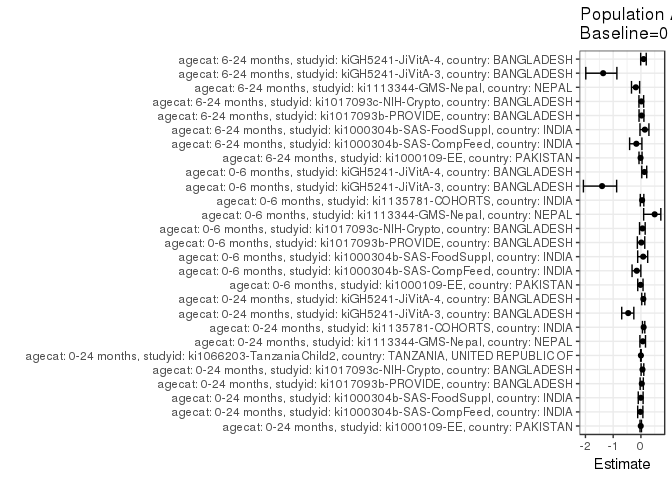 Population
Baseline=0
agecat: 6-24 months, studyid: kiGH5241-JiVitA-4, country: BANGLADESH
agecat: 6-24 months, studyid: kiGH5241-JiVitA-3, country: BANGLADESH
agecat: 6-24 months, studyid: ki1113344-GMS-Nepal, country: NEPAL
agecat: 6-24 months, studyid: ki1017093c-NIH-Crypto, country: BANGLADESH
agecat: 6-24 months, studyid: ki1017093b-PROVIDE, country: BANGLADESH
agecat: 6-24 months, studyid: ki1000304b-SAS-FoodSuppl, country: INDIA
agecat: 6-24 months, studyid: ki1000304b-SAS-CompFeed, country: INDIA
agecat: 6-24 months, studyid: ki1000109-EE, country: PAKISTAN
agecat: 0-6 months, studyid: kiGH5241-JiVitA-4, country: BANGLADESH
agecat: 0-6 months, studyid: kiGH5241-JiVitA-3, country: BANGLADESH
agecat: 0-6 months, studyid: ki1135781-COHORTS, country: INDIA
agecat: 0-6 months, studyid: ki1113344-GMS-Nepal, country: NEPAL
agecat: 0-6 months, studyid: ki1017093c-NIH-Crypto, country: BANGLADESH
agecat: 0-6 months, studyid: ki1017093b-PROVIDE, country: BANGLADESH
agecat: 0-6 months, studyid: ki1000304b-SAS-FoodSuppl, country: INDIA
agecat: 0-6 months, studyid: ki1000304b-SAS-CompFeed, country: INDIA
agecat: 0-6 months, studyid: ki1000109-EE, country: PAKISTAN
agecat: 0-24 months, studyid: kiGH5241-JiVitA-4, country: BANGLADESH
agecat: 0-24 months, studyid: kiGH5241-JiVitA-3, country: BANGLADESH
agecat: 0-24 months, studyid: ki1135781-COHORTS, country: INDIA
agecat: 0-24 months, studyid: ki1113344-GMS-Nepal, country: NEPAL
agecat: 0-24 months, studyid: ki1066203-TanzaniaChild2, country: TANZANIA, UNITED REPUBLIC OF
agecat: 0-24 months, studyid: ki1017093c-NIH-Crypto, country: BANGLADESH
agecat: 0-24 months, studyid: ki1017093b-PROVIDE, country: BANGLADESH
agecat: 0-24 months, studyid: ki1000304b-SAS-FoodSuppl, country: INDIA
agecat: 0-24 months, studyid: ki1000304b-SAS-CompFeed, country: INDIA
agecat: 0-24 months, studyid: ki1000109-EE, country: PAKISTAN
-2 -1 0
Estimate